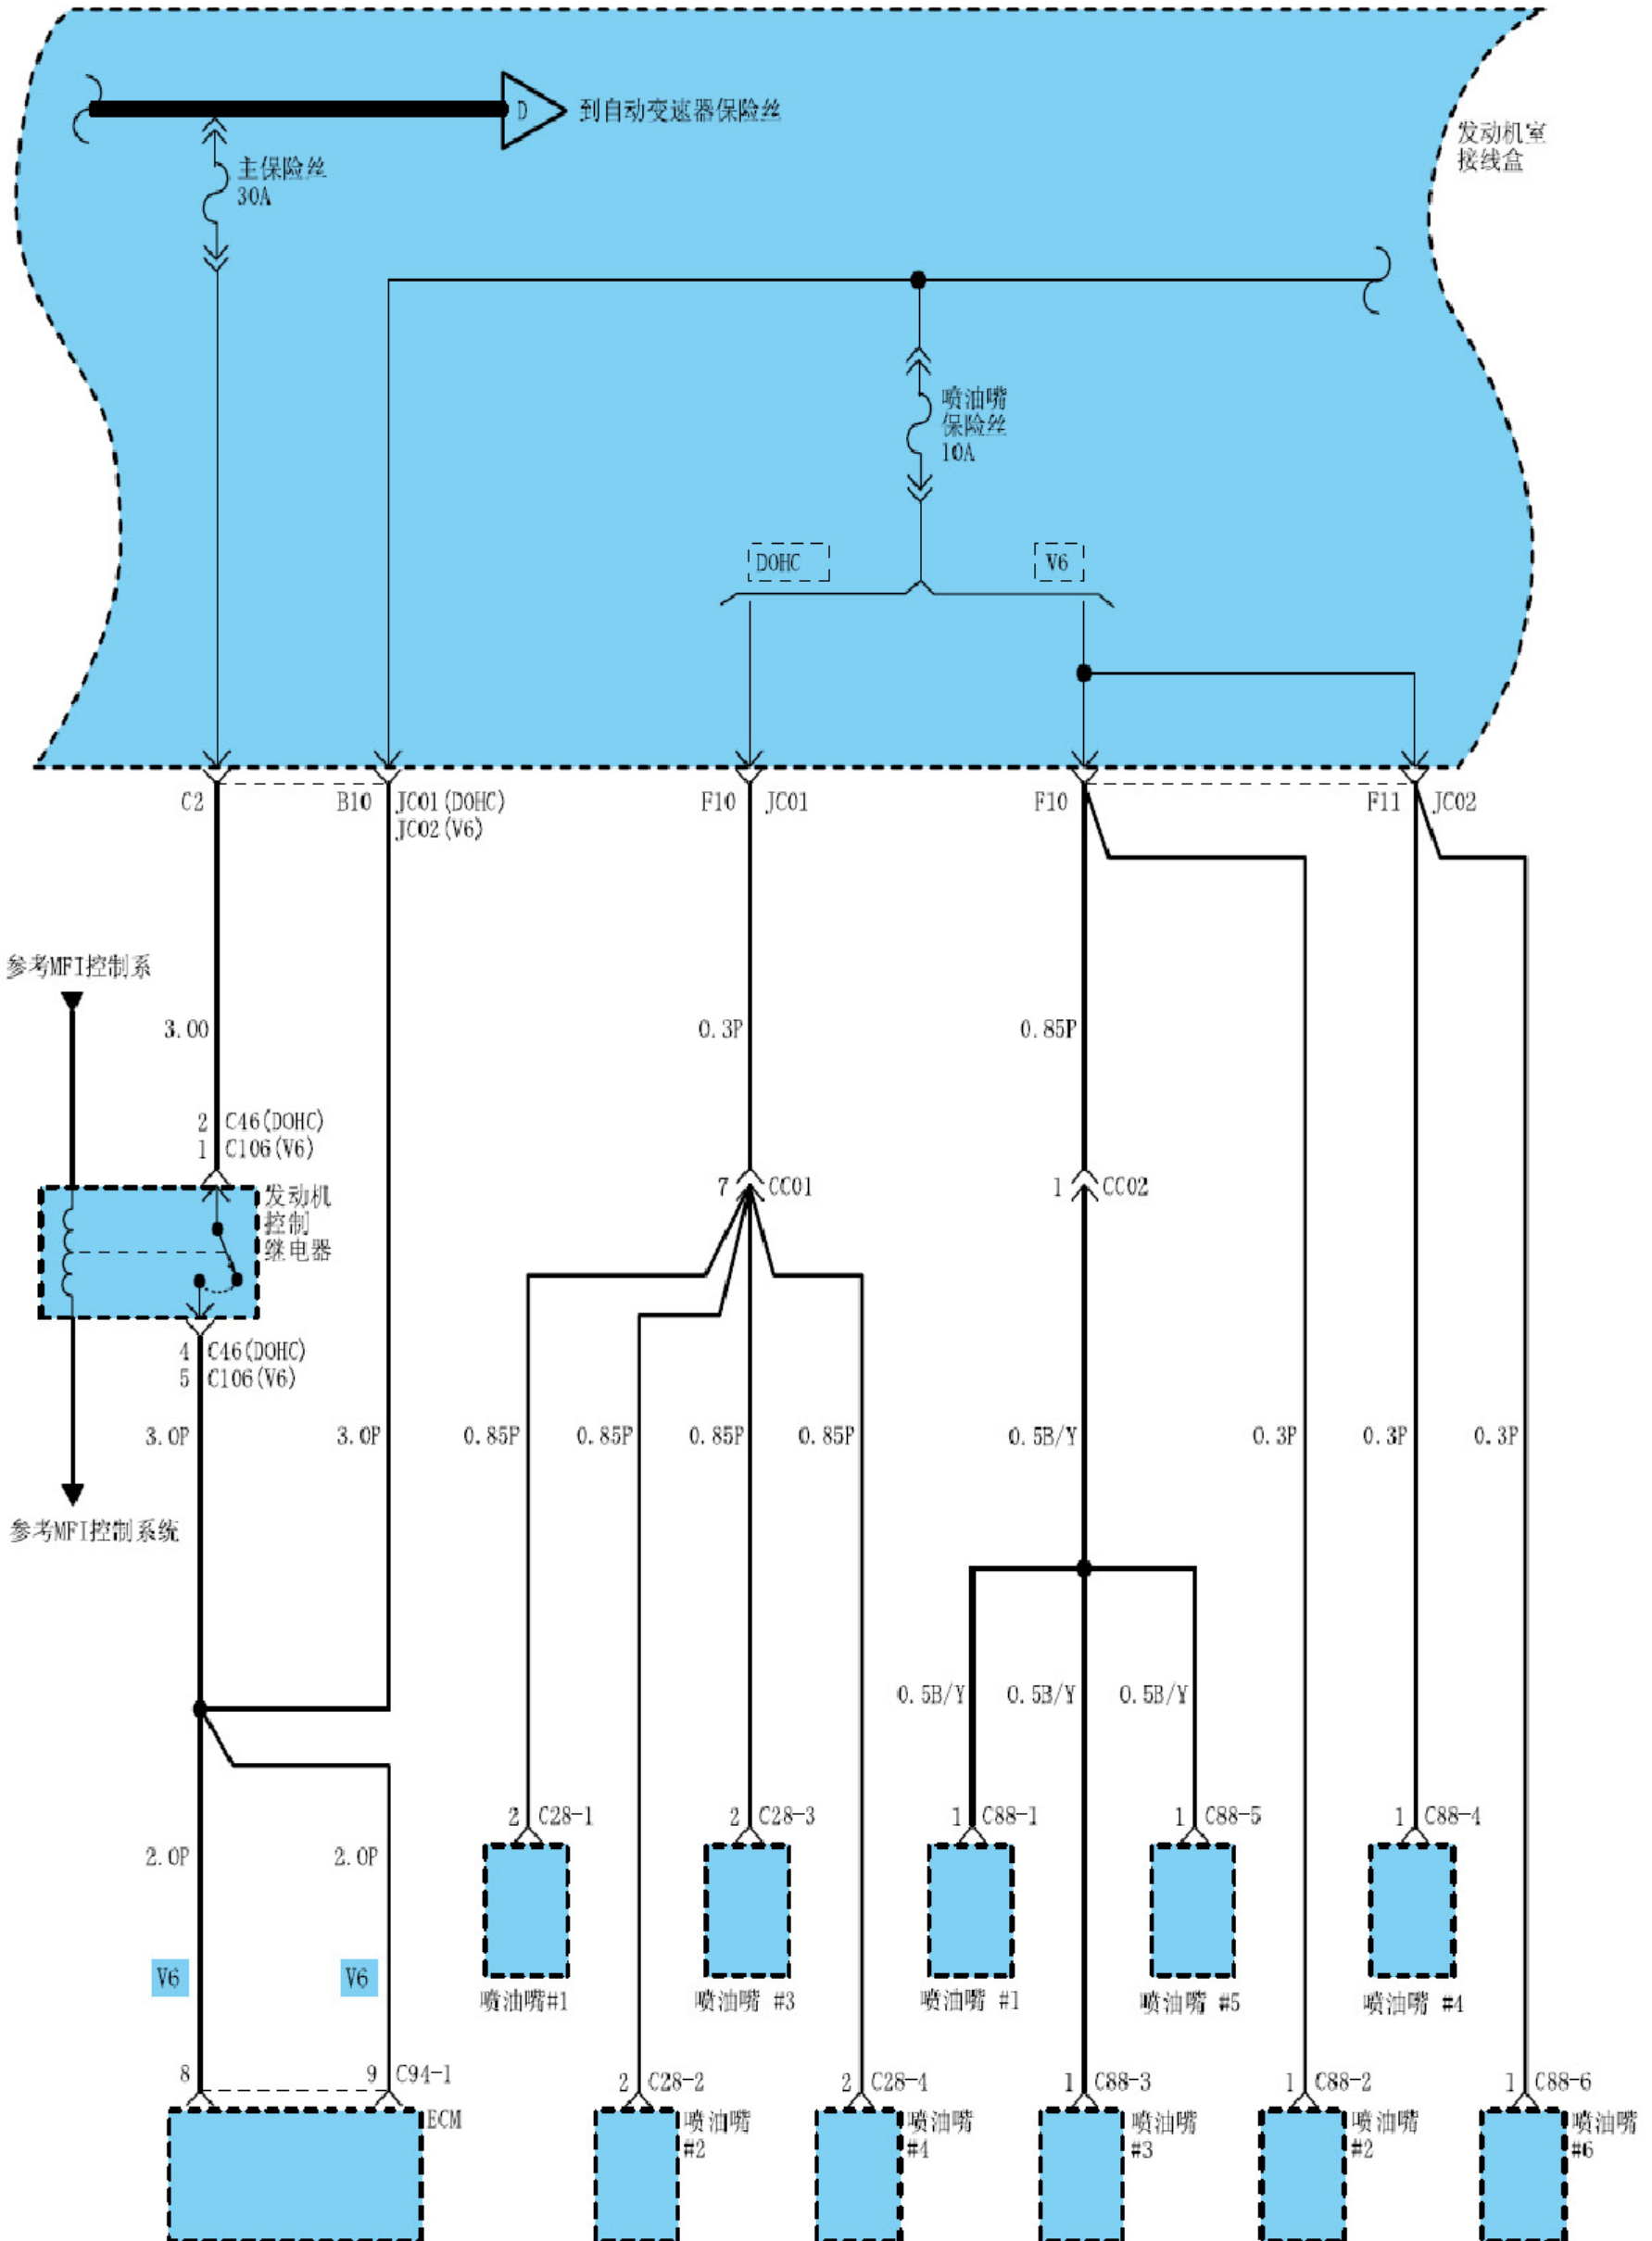 D
到自动变速器保险丝
发动机室
接线盒
主保险丝
30A
喷油嘴
保险丝
10A
DOHC
V6
C2
B10
JC01(DOHC)
JC02(V6)
F10
JC01
F10
F11
JC02
参考MFI控制系
3.00
0.3P
0.85P
2 C46(DOHC)
1 C106(V6)
发动机
控制
继电器
7
CC01
1
CC02
4 C46(DOHC)
5 C106(V6)
3.0P
3.0P
0.85P
0.85P
0.85P
0.85P
0.5B/Y
0.3P
0.3P
0.3P
参考MFI控制系统
0.5B/Y
0.5B/Y
0.5B/Y
2 C28-1
2 C28-3
1 C88-1
1 C88-5
1 C88-4
2.0P
2.0P
V6
V6
喷油嘴#1
喷油嘴 #3
喷油嘴 #1
喷油嘴 #5
喷油嘴 #4
8
9 C94-1
2 C28-2
2 C28-4
1 C88-3
1 C88-2
1 C88-6
ECM
喷油嘴
#2
喷油嘴
#4
喷油嘴
#3
喷油嘴
#2
喷油嘴
#6